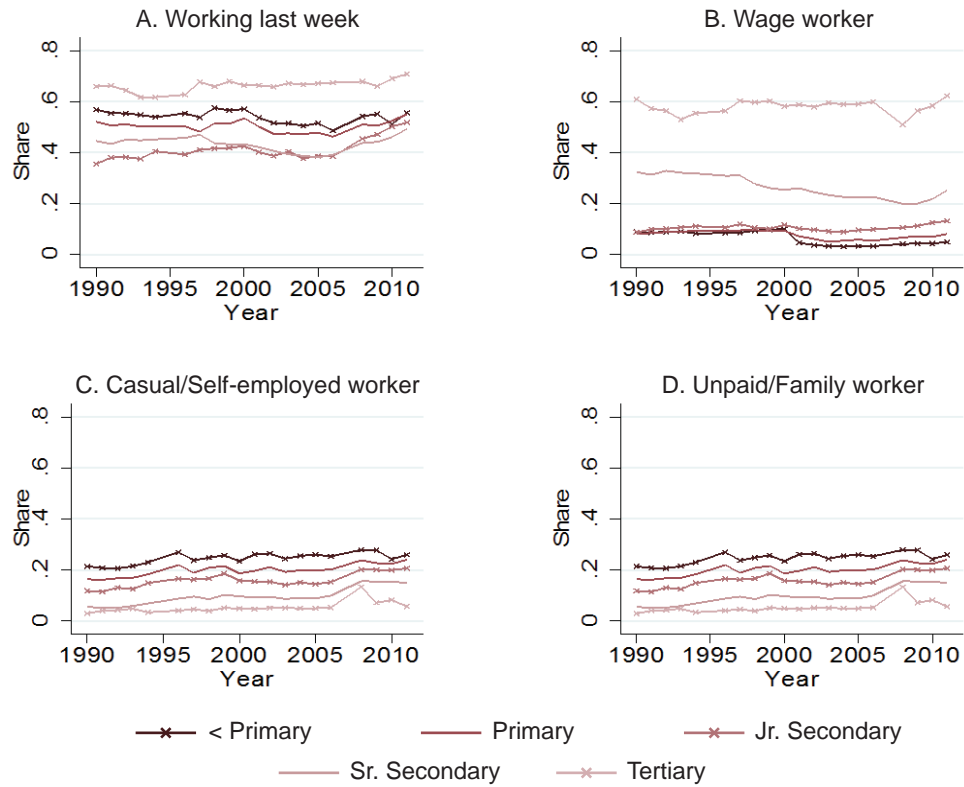 A. Working last week
B. Wage worker
Share
.8
.6
.4
.2
0
1990 1995 2000 2005 2010
Year
Share
.8
.6
.4
.2
0
1990 1995 2000 2005 2010
Year
C. Casual/Self-employed worker
D. Unpaid/Family worker
Share
.8
.6
.4
.2
0
1990 1995 2000 2005 2010
Year
Share
.8
.6
.4
.2
0
1990 1995 2000 2005 2010
Year
< Primary Primary Jr. Secondary
Sr. Secondary Tertiary